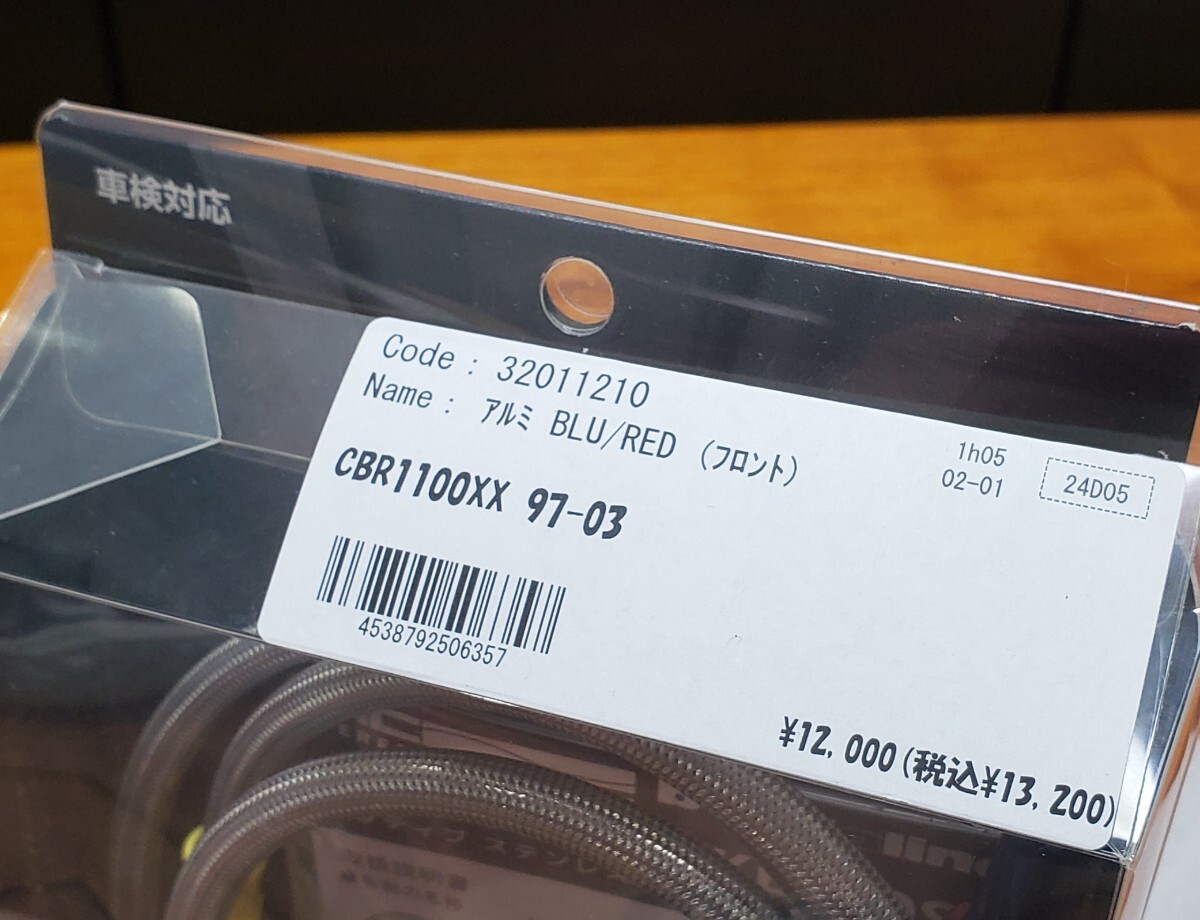 車検対応
Code : 32011210
Name : ｱﾙﾐ BLU/RED (ﾌﾛﾝﾄ)
1h05
02-01
24D05
CBR1100XX 97-03
4538792506357
¥12,000(税込¥13,200)